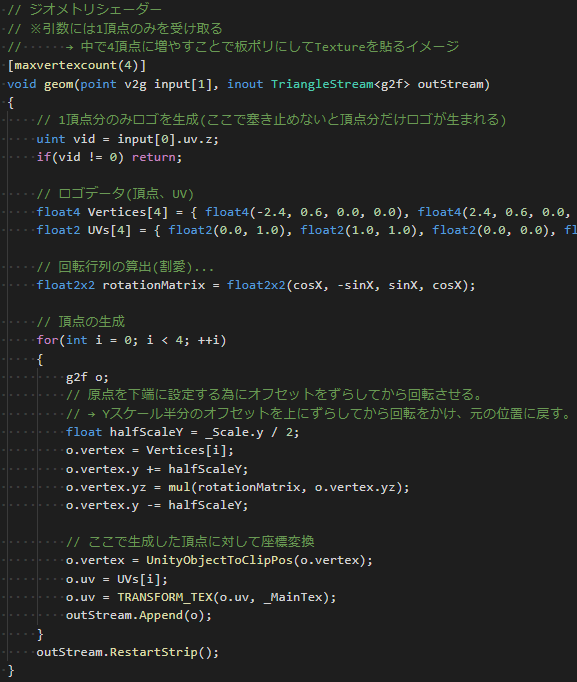 // ジオメトリシェーダー
// ※引数には1頂点のみを受け取る
//      → 中で4頂点に増やすことで板ポリにしてTextureを貼るイメージ
[maxvertexcount(4)]
void geom(point v2g input[1], inout TriangleStream<g2f> outStream)
{
    // 1頂点分のみロゴを生成(ここで塞き止めないと頂点分だけロゴが生まれる)
    uint vid = input[0].uv.z;
    if(vid != 0) return;
    // ロゴデータ(頂点、UV)
    float4 Vertices[4] = { float4(-2.4, 0.6, 0.0, 0.0), float4(2.4, 0.6, 0.0,
    float2 UVs[4] = { float2(0.0, 1.0), float2(1.0, 1.0), float2(0.0, 0.0),
    // 回転行列の算出(割愛)...
    float2x2 rotationMatrix = float2x2(cosX, -sinX, sinX, cosX);
    // 頂点の生成
    for(int i = 0; i < 4; ++i)
    {
        g2f o;
        // 原点を下端に設定する為にオフセットをずらしてから回転させる。
        // → Yスケール半分のオフセットを上にずらしてから回転をかけ、元の位置に戻す。
        float halfScaleY = _Scale.y / 2;
        o.vertex = Vertices[i];
        o.vertex.y += halfScaleY;
        o.vertex.yz = mul(rotationMatrix, o.vertex.yz);
        o.vertex.y -= halfScaleY;
        // ここで生成した頂点に対して座標変換
        o.vertex = UnityObjectToClipPos(o.vertex);
        o.uv = UVs[i];
        o.uv = TRANSFORM_TEX(o.uv, _MainTex);
        outStream.Append(o);
    }
    outStream.RestartStrip();
}